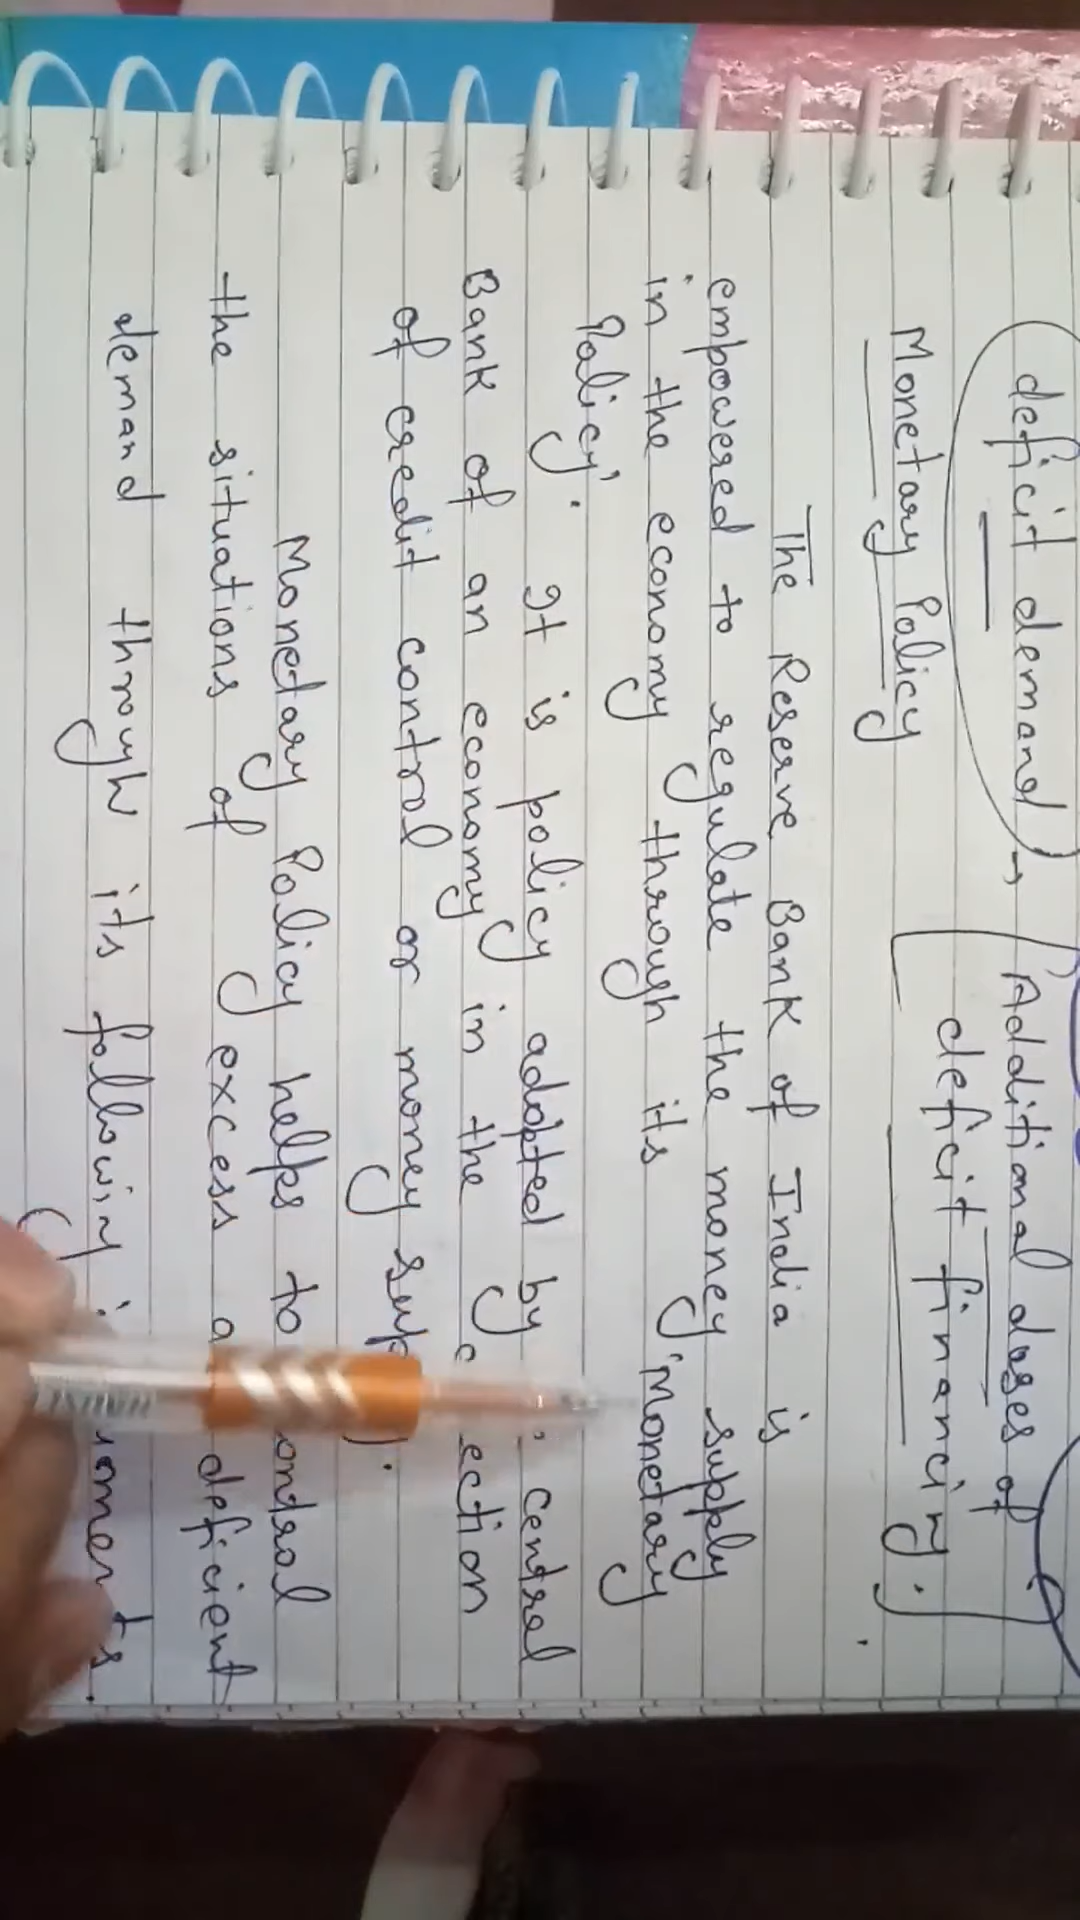 deficit demand → Additional doses of
deficit financing.
Monetary Policy
The Reserve Bank of India is
empowered to regulate the money supply
in the economy through its 'Monetary
Policy'.
It is policy adopted by, central
Bank of an economy in the ection
of credit control or money sup
Monetary Policy helps to ontrol
the situations of excess a deficient
demand through its following